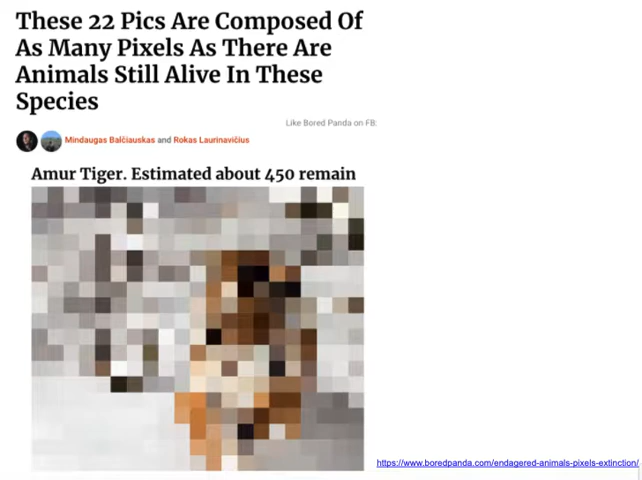 These 22 Pics Are Composed Of
As Many Pixels As There Are
Animals Still Alive In These
Species
Like Bored Panda on FB:
Mindaugas Balčiauskas and Rokas Laurinavičius
Amur Tiger. Estimated about 450 remain
https://www.boredpanda.com/endagered-animals-pixels-extinction/